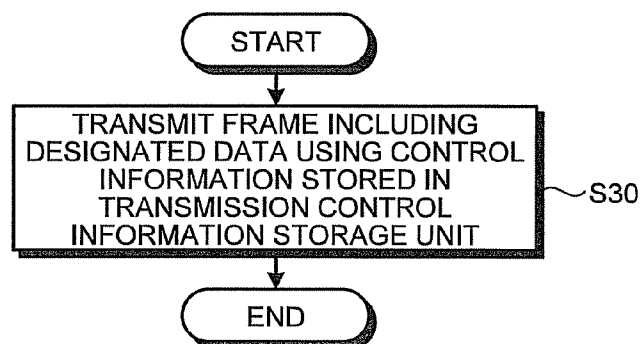 START
TRANSMIT FRAME INCLUDING
DESIGNATED DATA USING CONTROL
INFORMATION STORED IN
TRANSMISSION CONTROL
INFORMATION STORAGE UNIT
S30
END